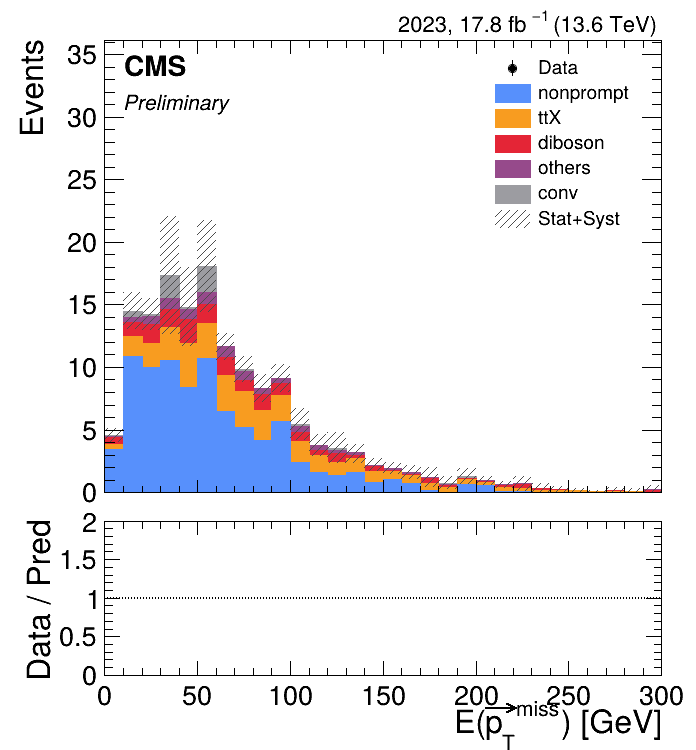 2023, 17.8 fb⁻¹ (13.6 TeV)
CMS
Preliminary
Events
35
30
25
20
15
10
5
0
Data
nonprompt
ttX
diboson
others
conv
Stat+Syst
Data / Pred
2
1.5
1
0.5
0
0 50 100 150 200 250 300
E(p→_T^miss) [GeV]